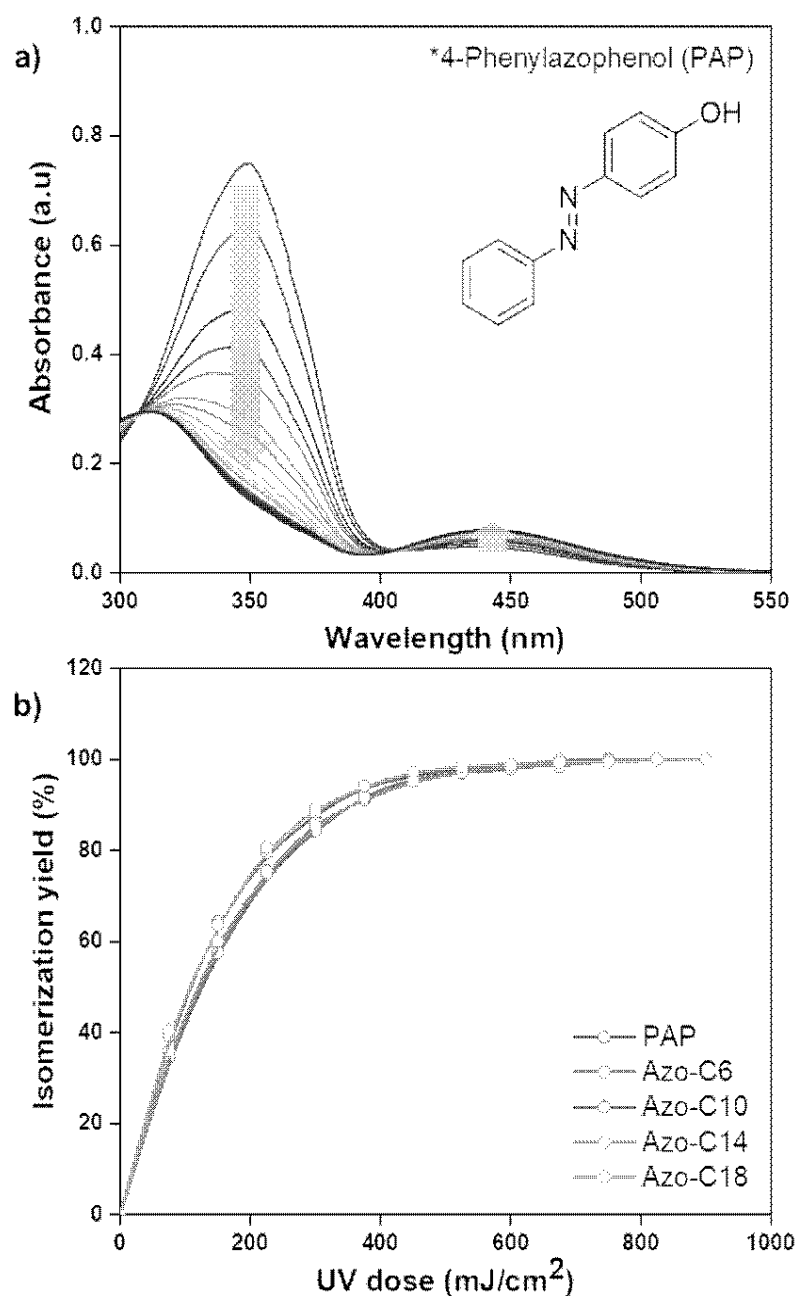 a)
*4-Phenylazophenol (PAP)
OH
N
N
1.0
0.8
0.6
0.4
0.2
0.0
Absorbance (a.u)
300 350 400 450 500 550
Wavelength (nm)
b)
120
100
80
60
40
20
0
Isomerization yield (%)
PAP
Azo-C6
Azo-C10
Azo-C14
Azo-C18
0 200 400 600 800 1000
UV dose (mJ/cm²)